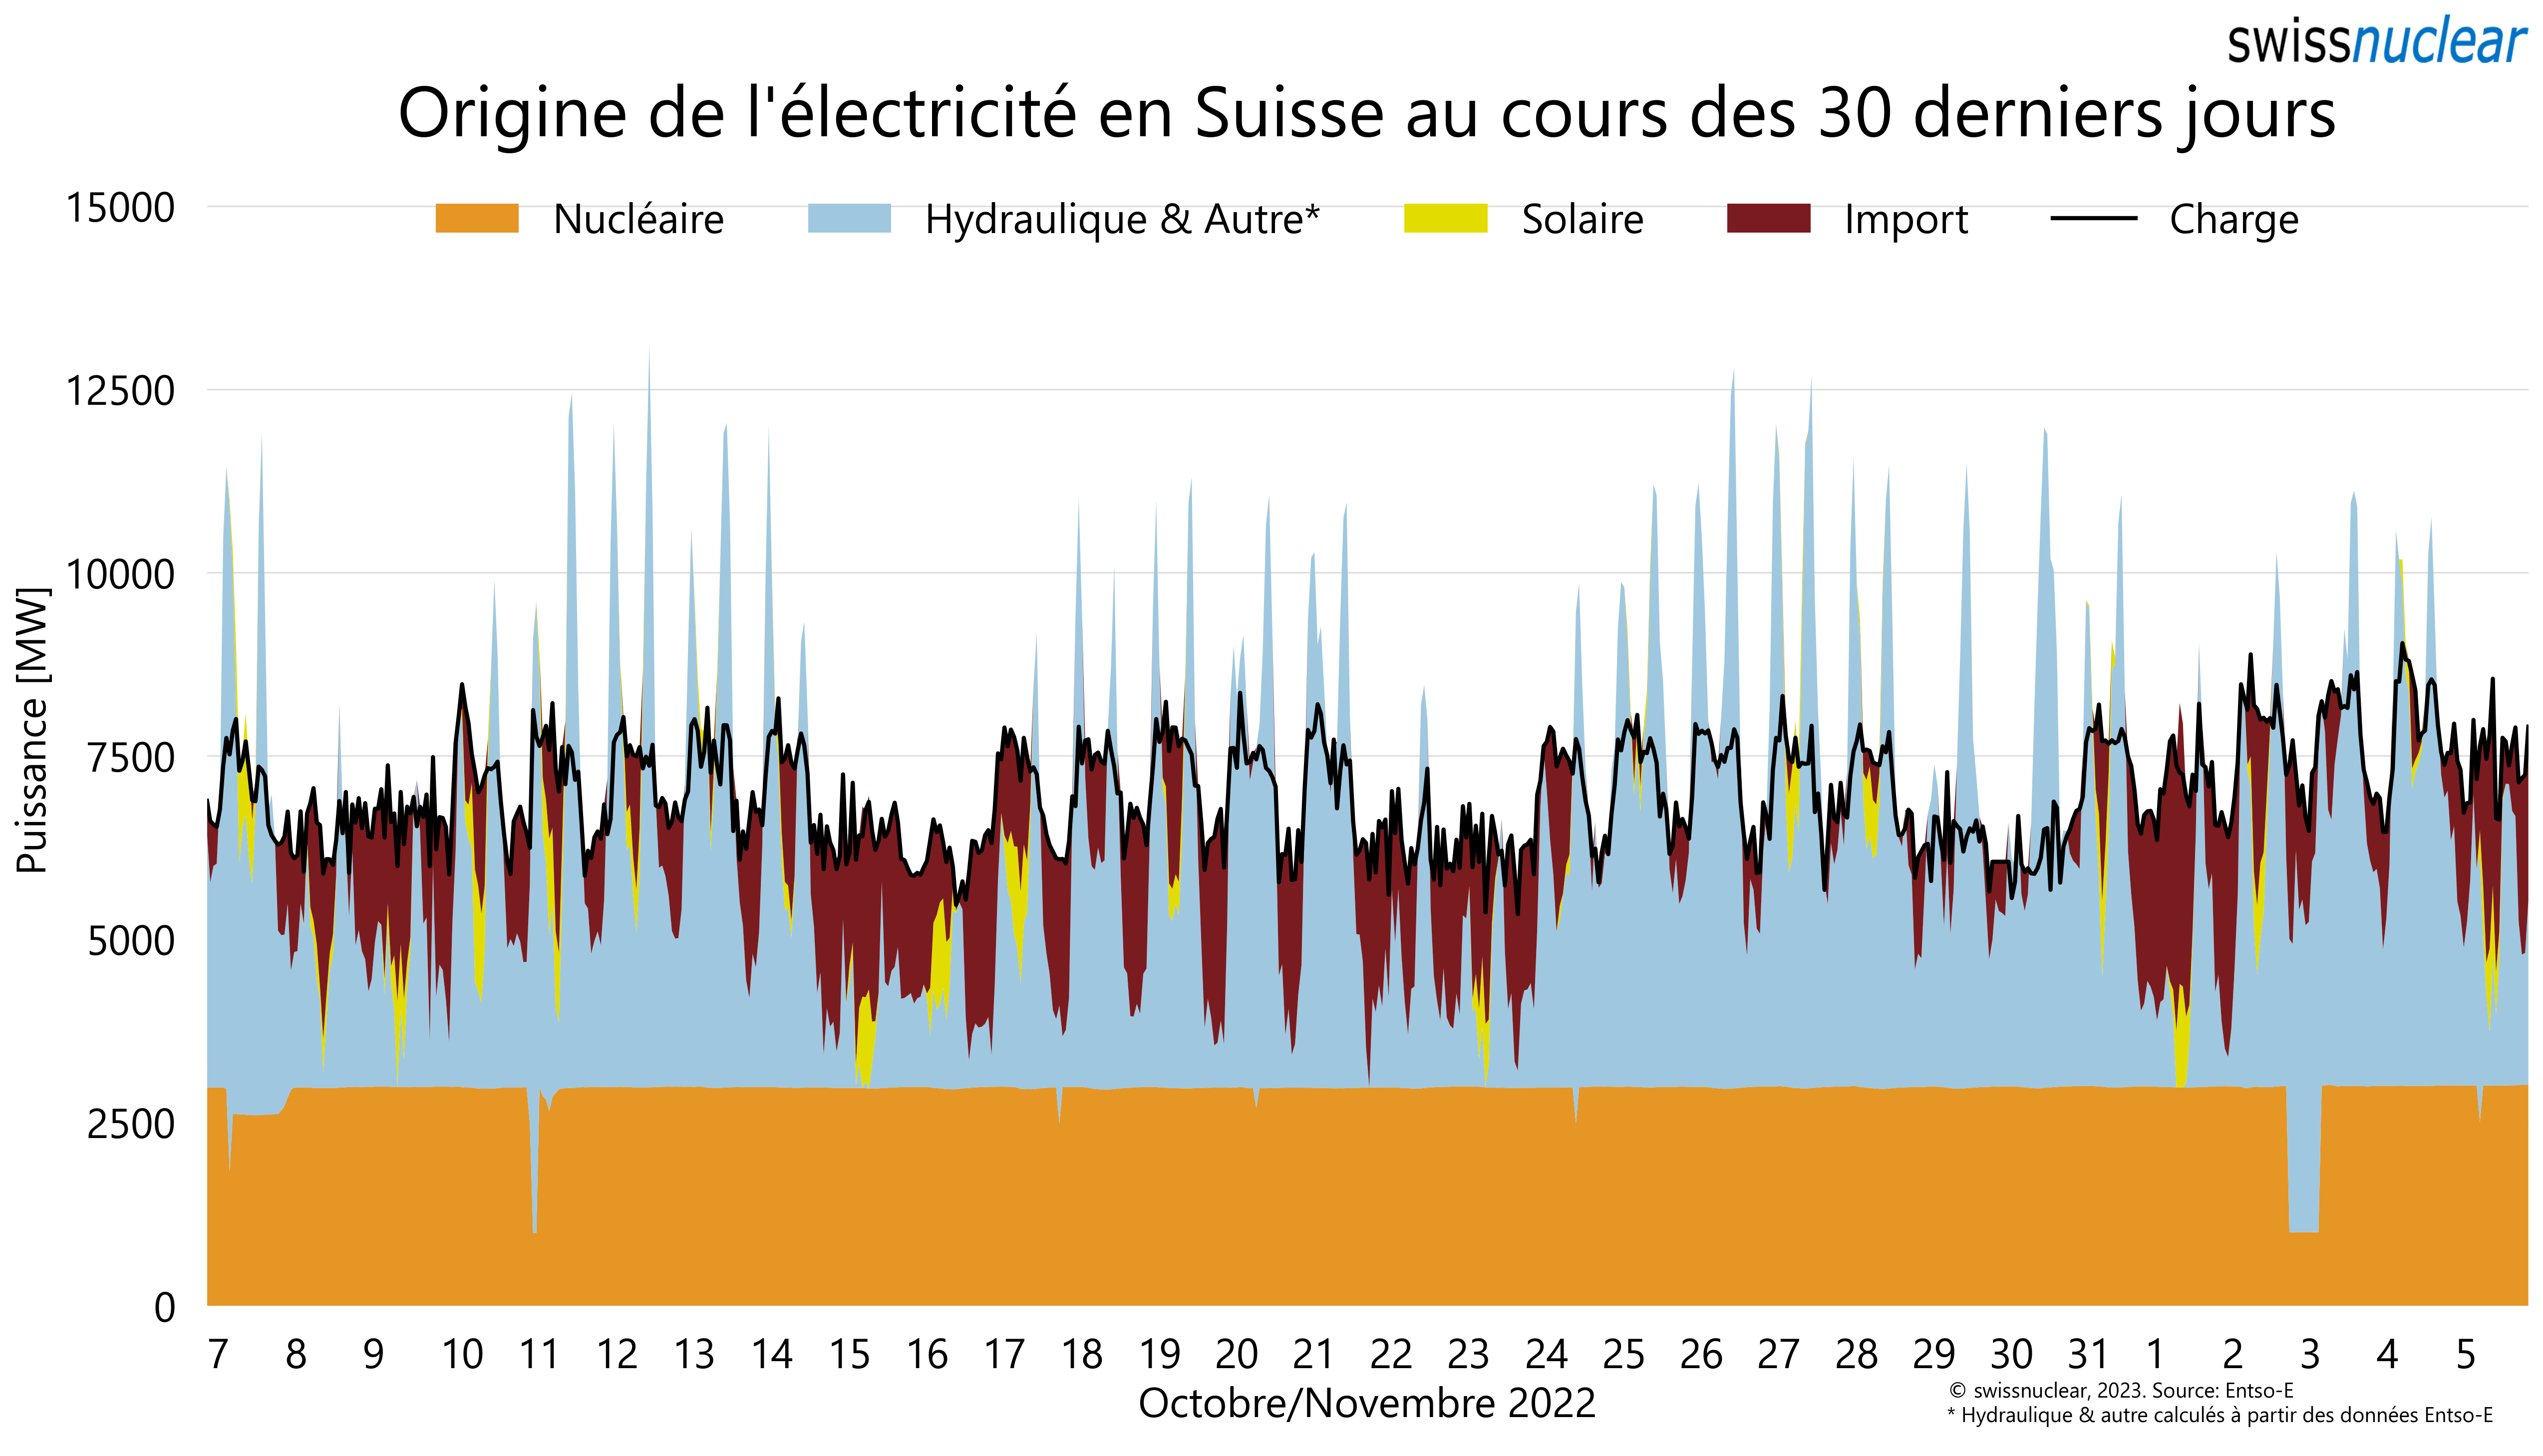 swissnuclear
Origine de l'électricité en Suisse au cours des 30 derniers jours
Nucléaire Hydraulique & Autre* Solaire Import Charge
15000
12500
10000
7500
5000
2500
0
Puissance [MW]
7 8 9 10 11 12 13 14 15 16 17 18 19 20 21 22 23 24 25 26 27 28 29 30 31 1 2 3 4 5
Octobre/Novembre 2022
© swissnuclear, 2023. Source: Entso-E
* Hydraulique & autre calculés à partir des données Entso-E